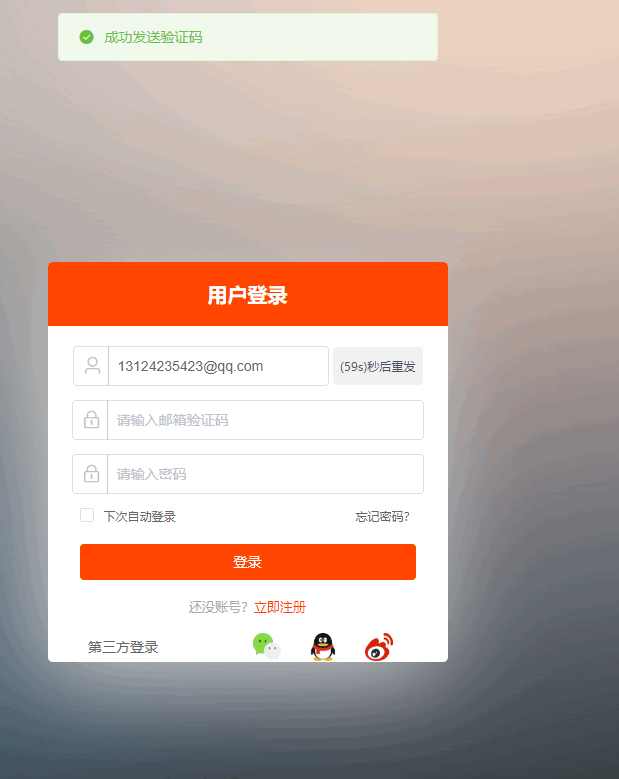 成功发送验证码
用户登录
13124235423@qq.com
(59s)秒后重发
请输入邮箱验证码
请输入密码
下次自动登录 忘记密码?
登录
还没账号? 立即注册
第三方登录